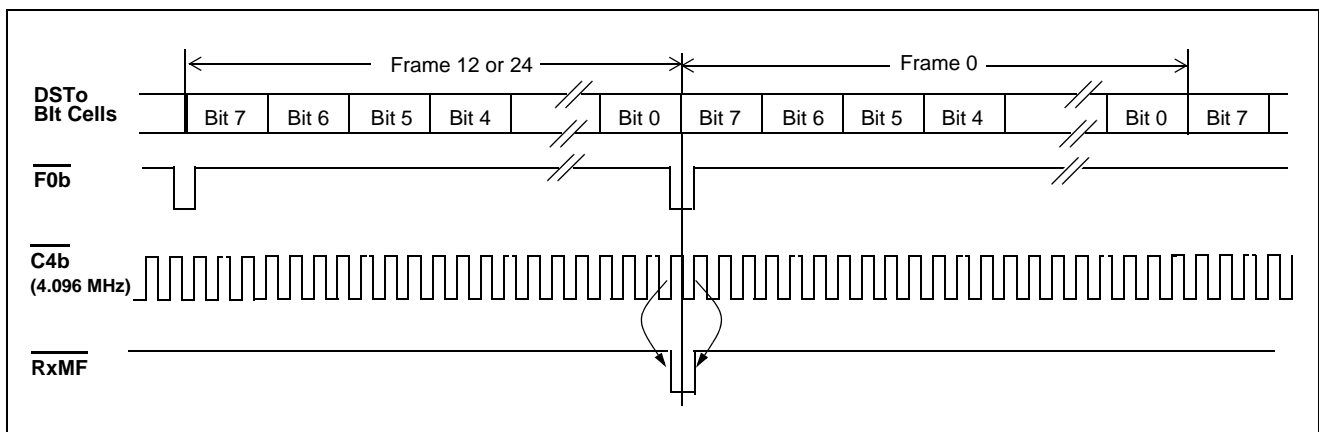 Frame 12 or 24
Frame 0
DSTo
BIt Cells
Bit 7
Bit 6
Bit 5
Bit 4
Bit 0
Bit 7
Bit 6
Bit 5
Bit 4
Bit 0
Bit 7
F0b
C4b
(4.096 MHz)
RxMF